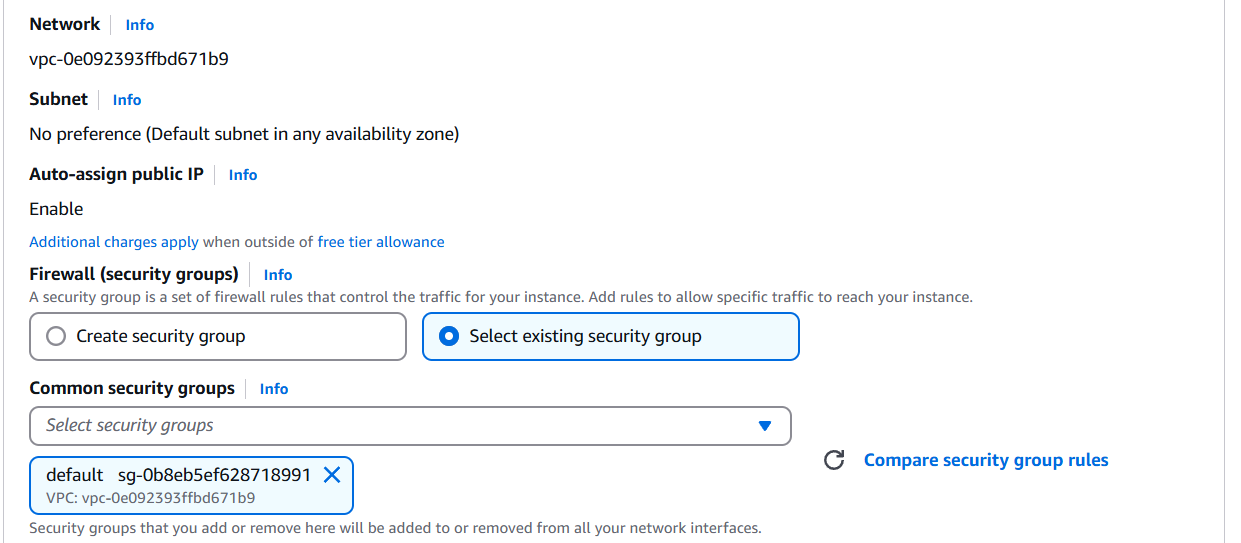 Network Info
vpc-0e092393ffbd671b9
Subnet Info
No preference (Default subnet in any availability zone)
Auto-assign public IP Info
Enable
Additional charges apply when outside of free tier allowance
Firewall (security groups) Info
A security group is a set of firewall rules that control the traffic for your instance. Add rules to allow specific traffic to reach your instance.
Create security group Select existing security group
Common security groups Info
Select security groups
Compare security group rules
default sg-0b8eb5ef628718991
VPC: vpc-0e092393ffbd671b9
Security groups that you add or remove here will be added to or removed from all your network interfaces.